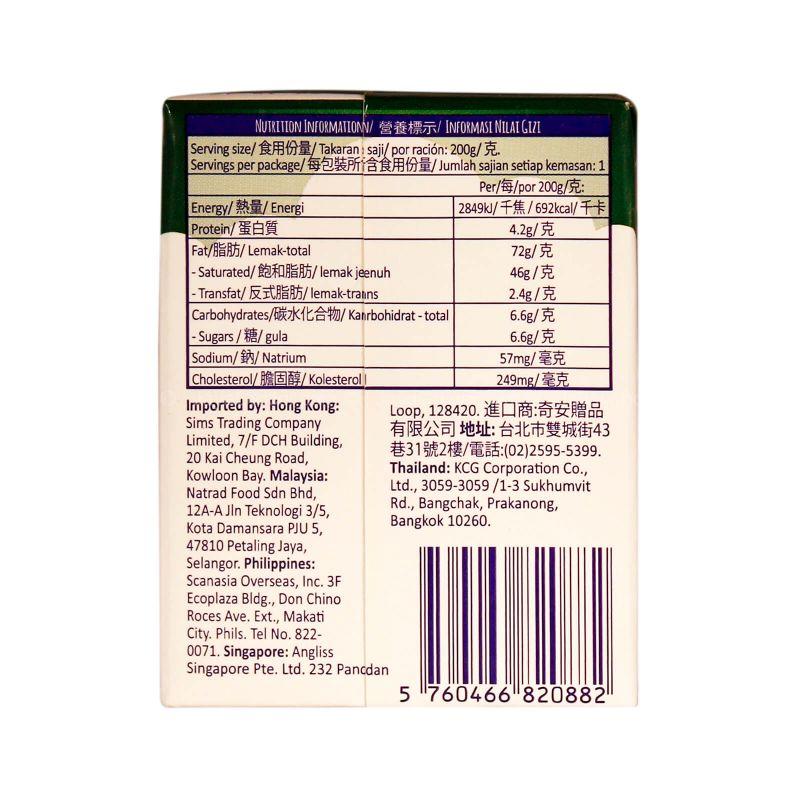 NUTRITION INFORMATIONN/ 營養標示/ INFORMASI NILAI GIZI
Serving size/ 食用份量/ Takaran saji/ por ración: 200g/ 克.
Servings per package/ 每包裝所含食用份量/ Jumlah sajian setiap kemasan: 1
Per/每/por 200g/克:
Energy/ 熱量/ Energi 2849kJ/ 千焦 / 692kcal/ 千卡
Protein/ 蛋白質 4.2g/ 克
Fat/脂肪/ Lemak-total 72g/ 克
- Saturated/ 飽和脂肪/ lemak jeenuh 46g/ 克
- Transfat/ 反式脂肪/ lemak-trans 2.4g/ 克
Carbohydrates/碳水化合物/ Karrbohidrat - total 6.6g/ 克
- Sugars / 糖/ gula 6.6g/ 克
Sodium/ 鈉/ Natrium 57mg/ 毫克
Cholesterol/ 膽固醇/ Kolesterol 249mg/ 毫克
Imported by: Hong Kong:
Sims Trading Company
Limited, 7/F DCH Building,
20 Kai Cheung Road,
Kowloon Bay. Malaysia:
Natrad Food Sdn Bhd,
12A-A Jln Teknologi 3/5,
Kota Damansara PJU 5,
47810 Petaling Jaya,
Selangor. Philippines:
Scanasia Overseas, Inc. 3F
Ecoplaza Bldg., Don Chino
Roces Ave. Ext., Makati
City. Phils. Tel No. 822-
0071. Singapore: Angliss
Singapore Pte. Ltd. 232 Pandan
Loop, 128420. 進口商:奇安贈品
有限公司 地址: 台北市雙城街43
巷31號2樓/電話:(02)2595-5399.
Thailand: KCG Corporation Co.,
Ltd., 3059-3059 /1-3 Sukhumvit
Rd., Bangchak, Prakanong,
Bangkok 10260.
5 760466 820882